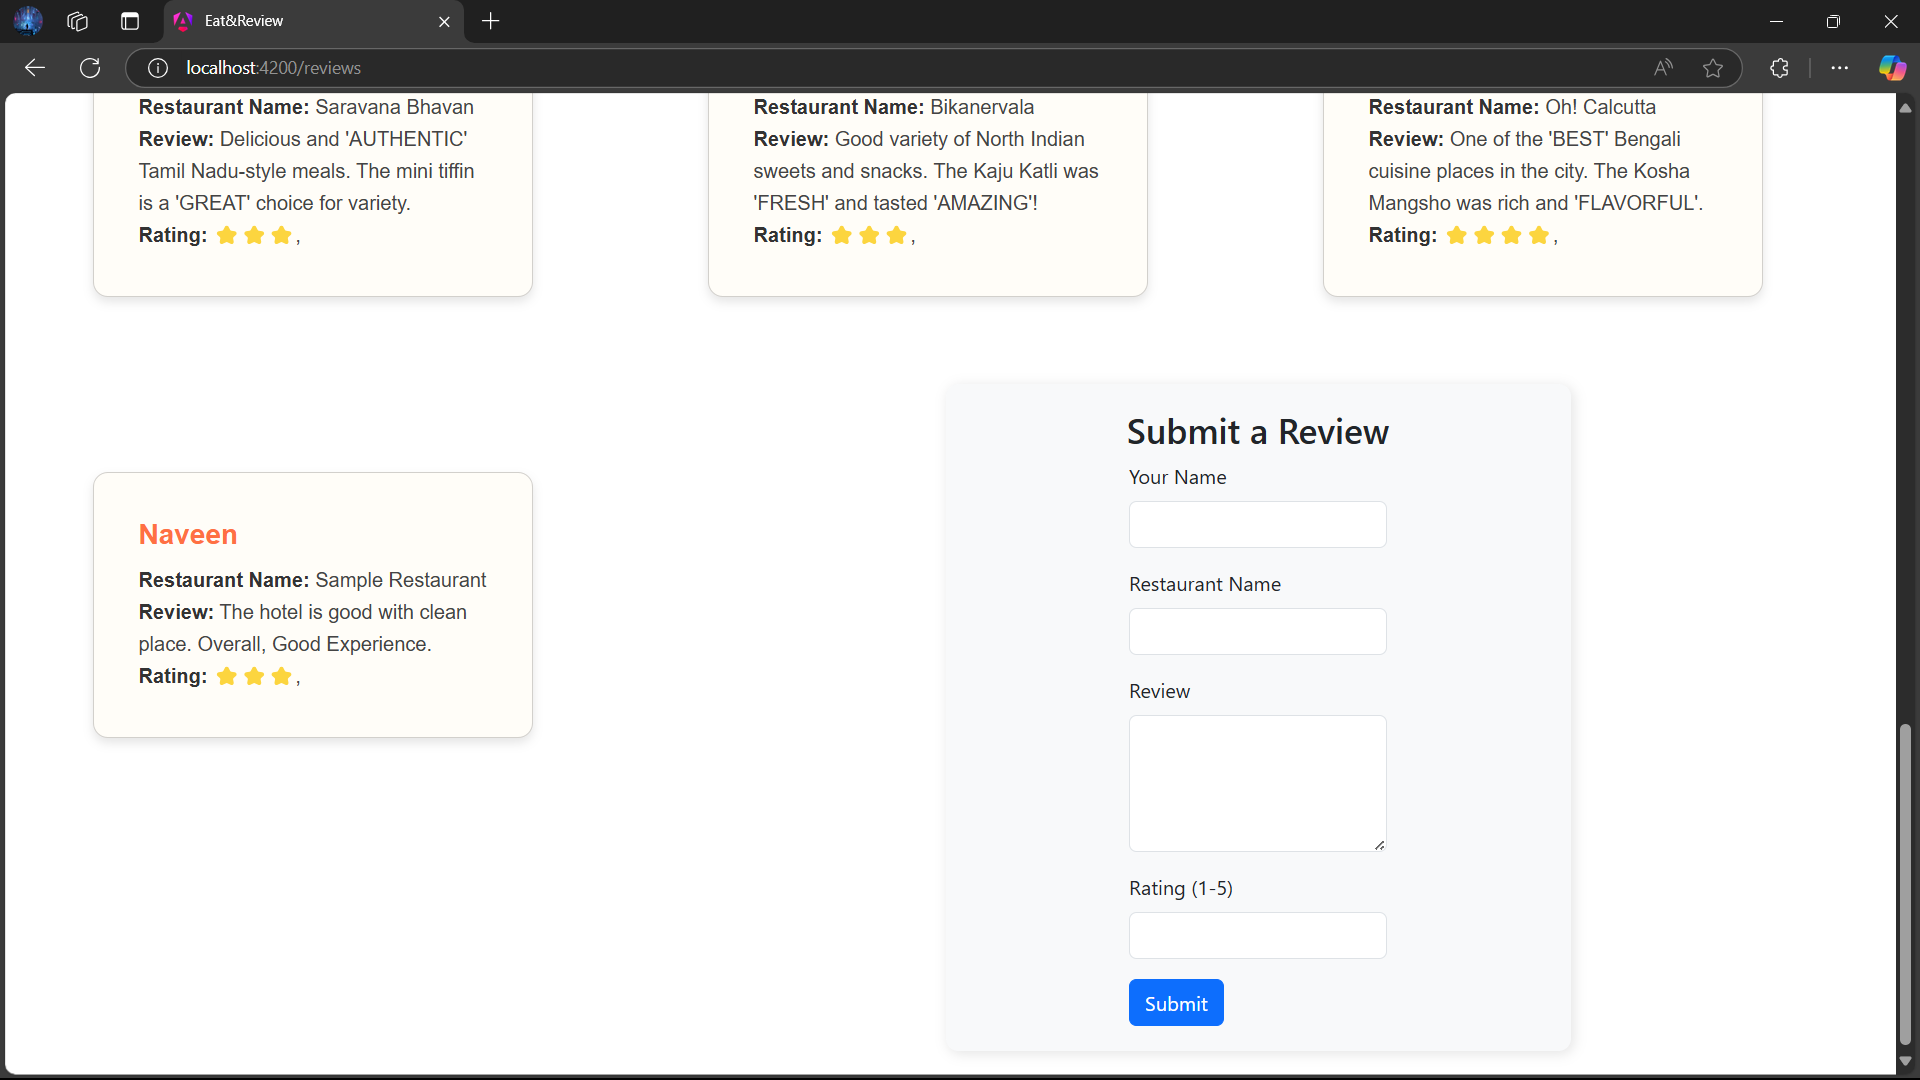 Eat&Review
localhost:4200/reviews
Restaurant Name: Saravana Bhavan
Review: Delicious and 'AUTHENTIC'
Tamil Nadu-style meals. The mini tiffin
is a 'GREAT' choice for variety.
Rating: ⭐⭐⭐,
Restaurant Name: Bikanervala
Review: Good variety of North Indian
sweets and snacks. The Kaju Katli was
'FRESH' and tasted 'AMAZING'!
Rating: ⭐⭐⭐,
Restaurant Name: Oh! Calcutta
Review: One of the 'BEST' Bengali
cuisine places in the city. The Kosha
Mangsho was rich and 'FLAVORFUL'.
Rating: ⭐⭐⭐⭐,
Naveen
Restaurant Name: Sample Restaurant
Review: The hotel is good with clean
place. Overall, Good Experience.
Rating: ⭐⭐⭐,
Submit a Review
Your Name
Restaurant Name
Review
Rating (1-5)
Submit